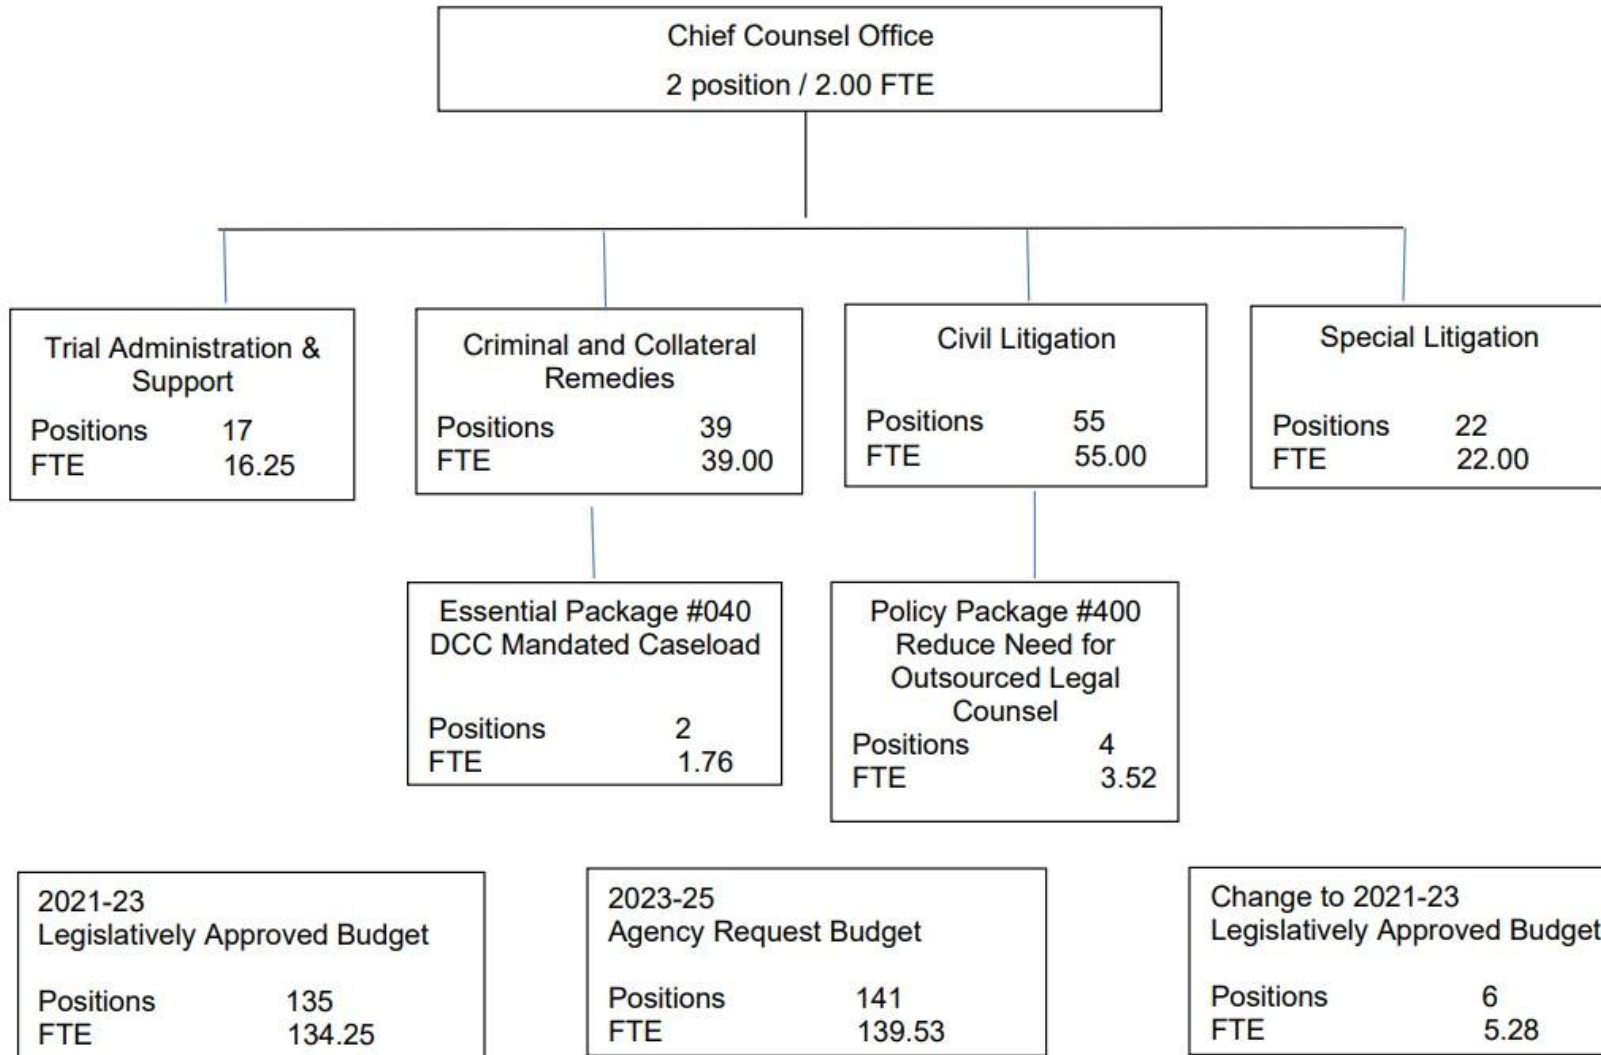 Chief Counsel Office
2 position / 2.00 FTE
Trial Administration &
Support
Positions 17
FTE 16.25
Criminal and Collateral
Remedies
Positions 39
FTE 39.00
Civil Litigation
Positions 55
FTE 55.00
Special Litigation
Positions 22
FTE 22.00
Essential Package #040
DCC Mandated Caseload
Positions 2
FTE 1.76
Policy Package #400
Reduce Need for
Outsourced Legal
Counsel
Positions 4
FTE 3.52
2021-23
Legislatively Approved Budget
Positions 135
FTE 134.25
2023-25
Agency Request Budget
Positions 141
FTE 139.53
Change to 2021-23
Legislatively Approved Budget
Positions 6
FTE 5.28